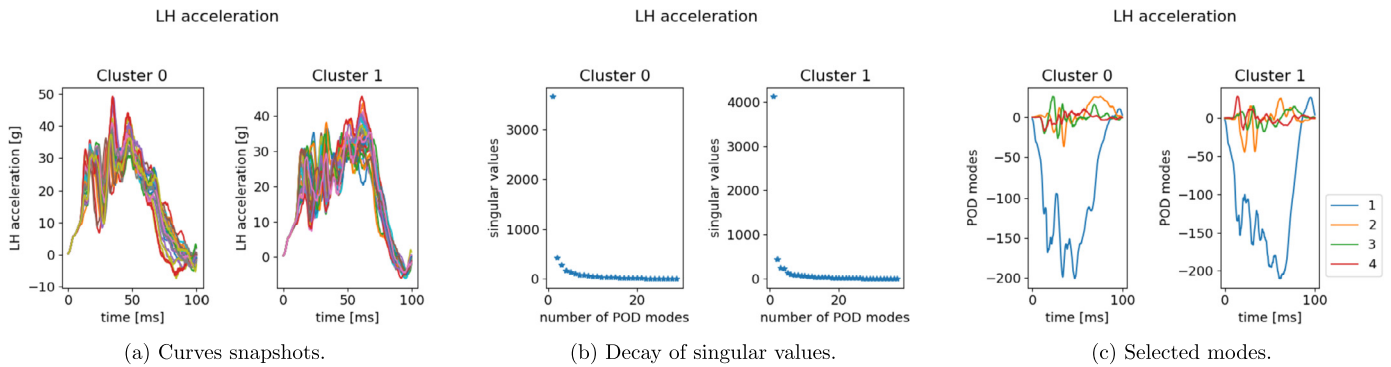 LH acceleration
Cluster 0
Cluster 1
LH acceleration [g]
50
40
30
20
10
0
−10
0
50
100
time [ms]
LH acceleration [g]
40
30
20
10
0
0
50
100
time [ms]
(a) Curves snapshots.
LH acceleration
Cluster 0
Cluster 1
singular values
3000
2000
1000
0
0
20
number of POD modes
singular values
4000
3000
2000
1000
0
0
20
number of POD modes
(b) Decay of singular values.
LH acceleration
Cluster 0
Cluster 1
POD modes
0
−50
−100
−150
−200
0
100
time [ms]
POD modes
0
−50
−100
−150
−200
0
100
time [ms]
1
2
3
4
(c) Selected modes.